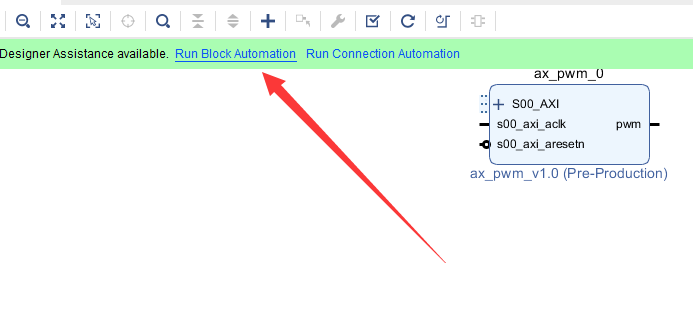 Designer Assistance available. Run Block Automation Run Connection Automation
ax_pwm_0
S00_AXI
s00_axi_aclk pwm
s00_axi_aresetn
ax_pwm_v1.0 (Pre-Production)